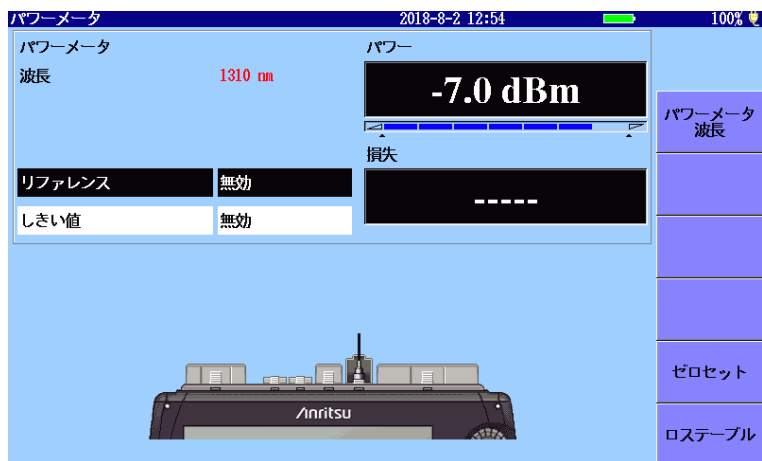 パワーメータ 2018-8-2 12:54 100%
パワーメータ
波長 1310 nm
パワー
-7.0 dBm
損失
-----
リファレンス 無効
しきい値 無効
パワーメータ
波長
ゼロセット
ロステーブル
Anritsu